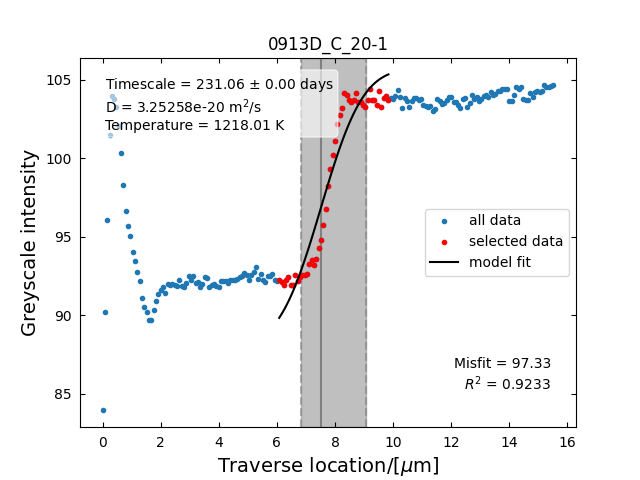 0913D_C_20-1
Timescale = 231.06 ± 0.00 days
D = 3.25258e-20 m²/s
Temperature = 1218.01 K
105
100
95
90
85
Greyscale intensity
all data
selected data
model fit
Misfit = 97.33
R² = 0.9233
0 2 4 6 8 10 12 14 16
Traverse location/[μm]